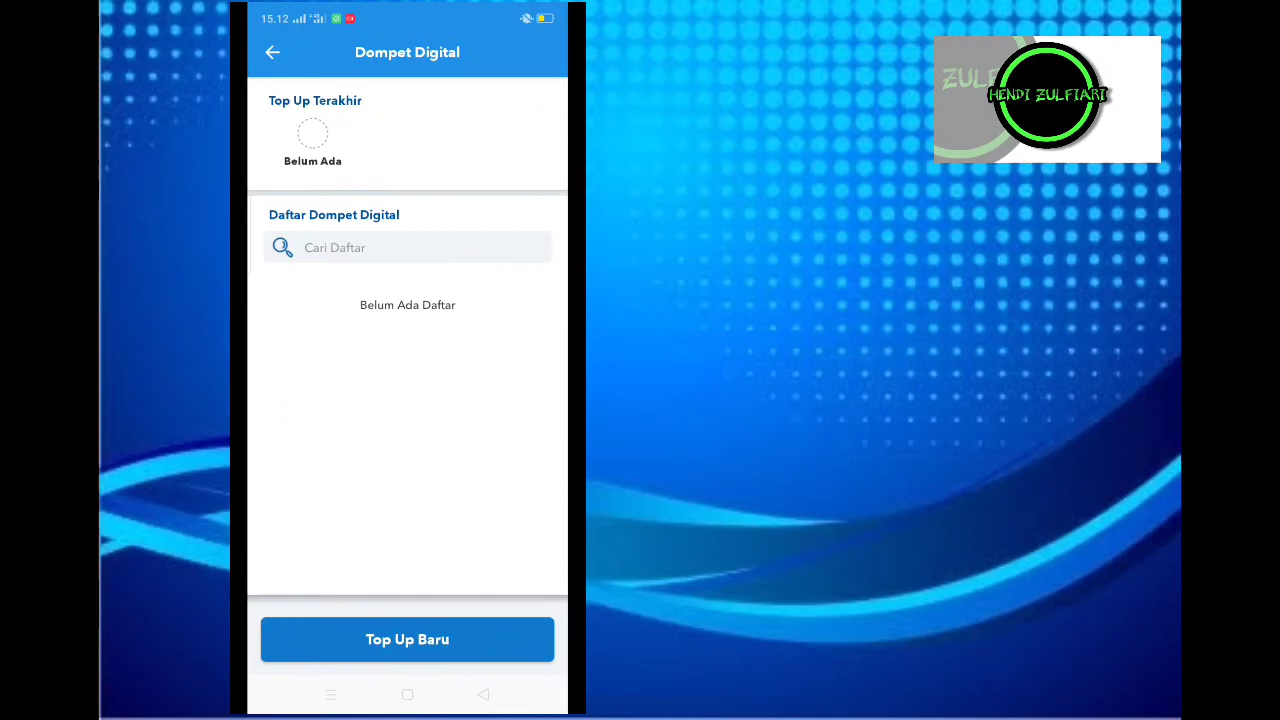 15.12
Dompet Digital
Top Up Terakhir
Belum Ada
Daftar Dompet Digital
Cari Daftar
Belum Ada Daftar
Top Up Baru
ZULF
HENDI ZULFIARI